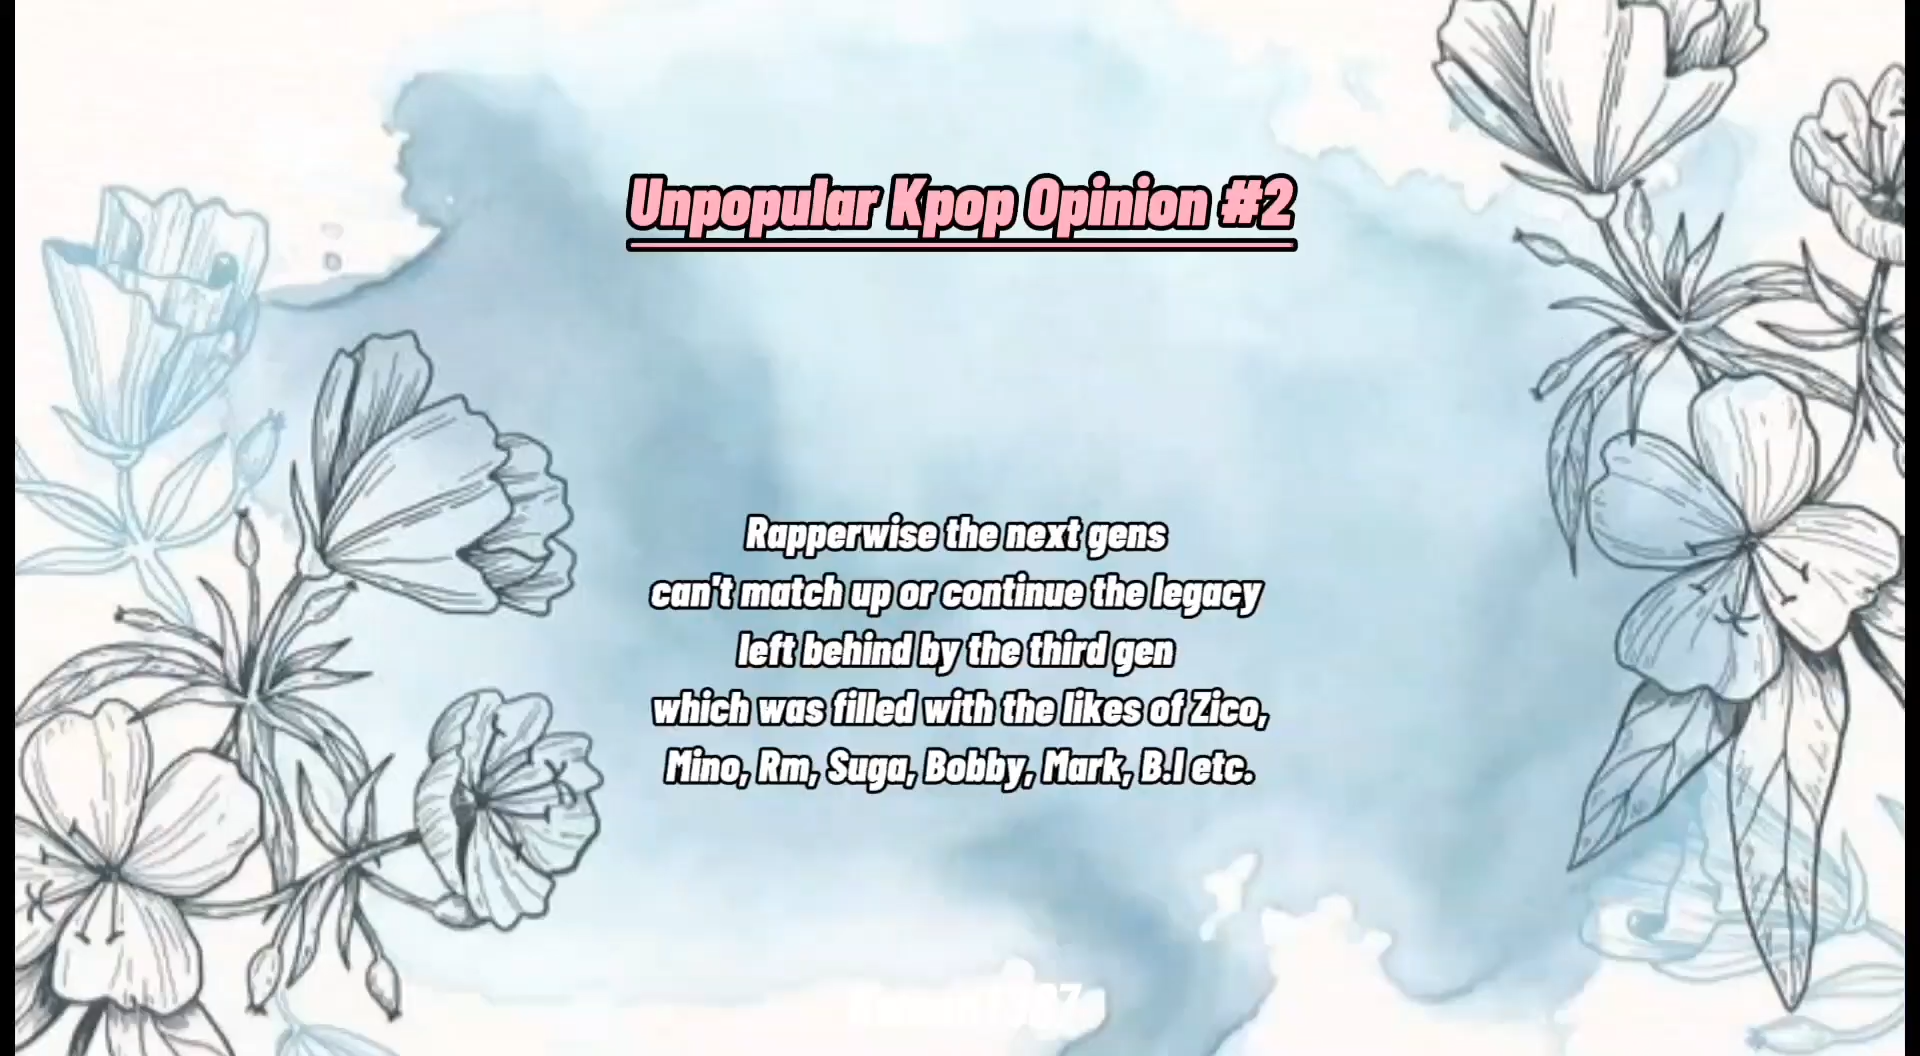 Unpopular Kpop Opinion #2
Rapperwise the next gens
can't match up or continue the legacy
left behind by the third gen
which was filled with the likes of Zico,
Mino, Rm, Suga, Bobby, Mark, B.I etc.